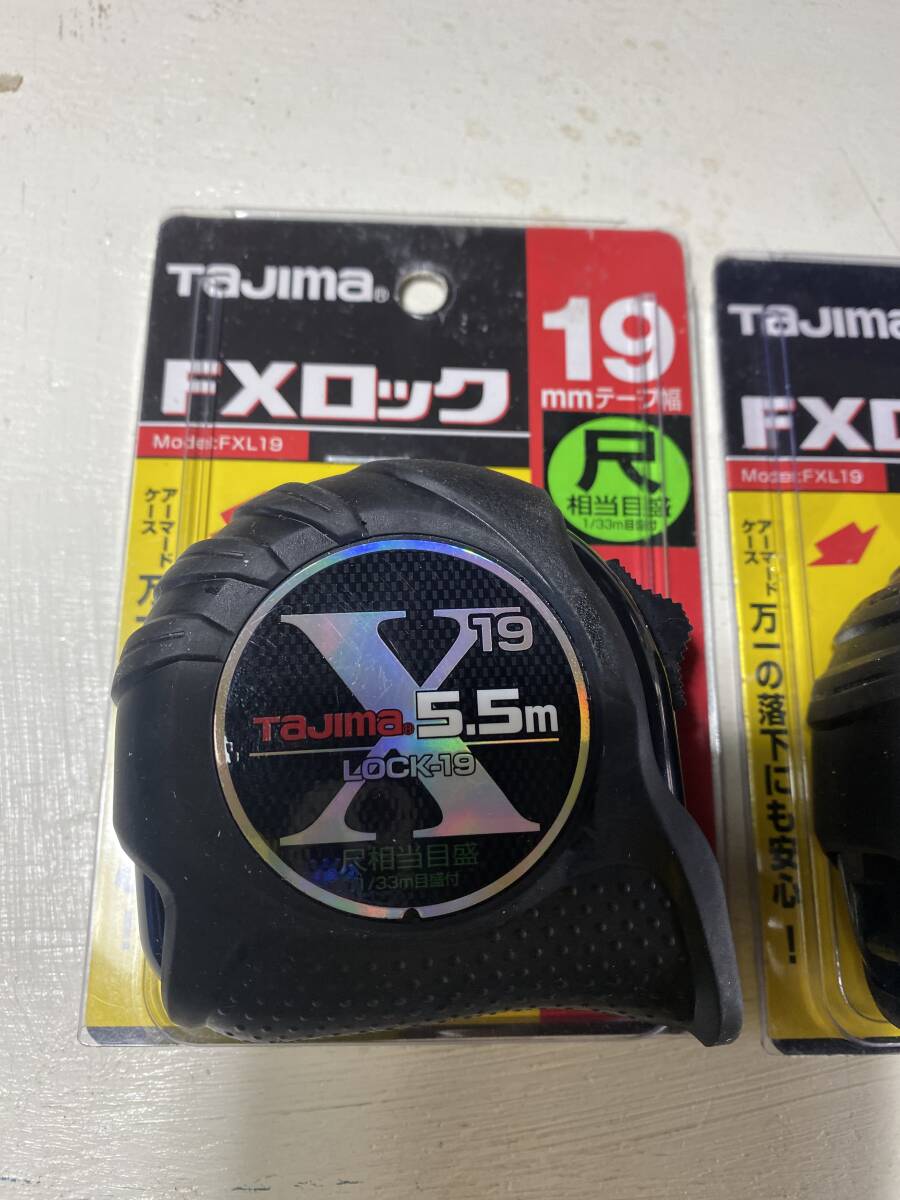 Tajima®
FXロック
Model:FXL19
19
mmテープ幅
尺
相当目盛
1/33m目盛付
アーマード
ケース
万
X
19
Tajima® 5.5m
LOCK-19
尺相当目盛
1/33m目盛付
Tajima
FX
Model:FXL19
アーマード
ケース
万一の落下にも安心!